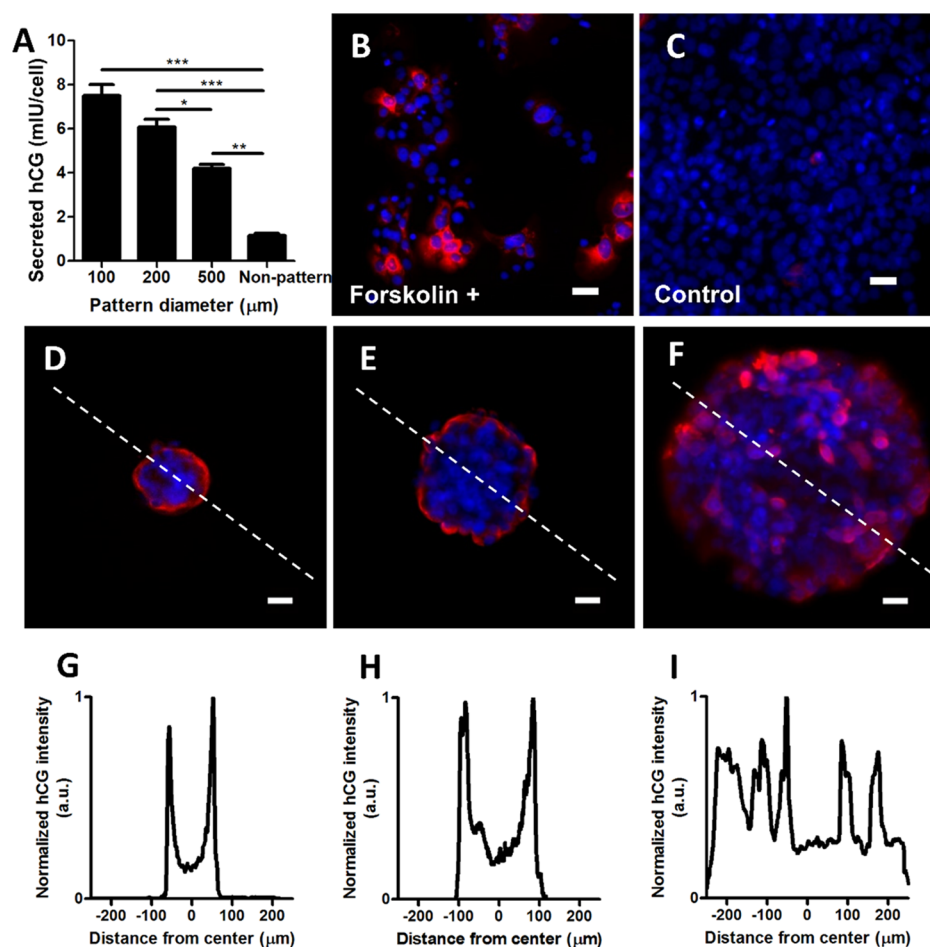 A
Secreted hCG (mIU/cell)
10
8
6
4
2
0
***
***
*
**
100 200 500 Non-pattern
Pattern diameter (μm)
B
Forskolin +
C
Control
D
E
F
G
Normalized hCG intensity
(a.u.)
1
0
-200 -100 0 100 200
Distance from center (μm)
H
Normalized hCG intensity
(a.u.)
1
0
-200 -100 0 100 200
Distance from center (μm)
I
Normalized hCG intensity
(a.u.)
1
0
-200 -100 0 100 200
Distance from center (μm)